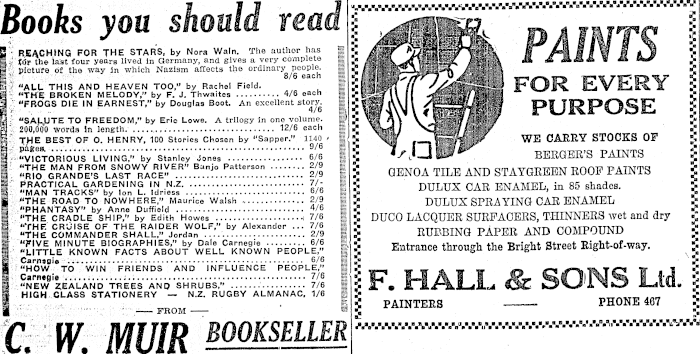 Books you should read
REACHING FOR THE STARS, by Nora Waln. The author has
for the last four years lived in Germany, and gives a very complete
picture of the way in which Nazism affects the ordinary people.
8/6 each
"ALL THIS AND HEAVEN TOO," by Rachel Field.
"THE BROKEN MELODY," by F. J. Thwaites .......... 4/6 each
"FROGS DIE IN EARNEST," by Douglas Boot. An excellent story.
4/6
"SALUTE TO FREEDOM," by Eric Lowe. A trilogy in one volume.
200,000 words in length. .................... 12/6 each
THE BEST OF O. HENRY, 100 Stories Chosen by "Sapper." 1140
pages. .................... 9/6
"VICTORIOUS LIVING," by Stanley Jones ............ 6/6
"THE MAN FROM SNOWY RIVER" Banjo Patterson ...... 2/9
"RIO GRANDE'S LAST RACE" .................... 2/9
PRACTICAL GARDENING IN N.Z. .................... 7/-
"MAN TRACKS" by Ion L. Idriess .................... 6/6
"THE ROAD TO NOWHERE," Maurice Walsh .......... 2/9
"PHANTASY" by Anne Duffield .................... 4/6
"THE CRADLE SHIP," by Edith Howes .............. 7/6
"THE CRUISE OF THE RAIDER WOLF," by Alexander ... 7/6
"THE COMMANDER SHALL," Jordan .................. 2/9
"FIVE MINUTE BIOGRAPHIES," by Dale Carnegie ...... 6/6
"LITTLE KNOWN FACTS ABOUT WELL KNOWN PEOPLE,"
Carnegie .................... 6/6
"HOW TO WIN FRIENDS AND INFLUENCE PEOPLE,"
Carnegie .................... 7/6
"NEW ZEALAND TREES AND SHRUBS," .............. 7/6
HIGH GLASS STATIONERY — N.Z. RUGBY ALMANAC, 1/6
— FROM —
C. W. MUIR BOOKSELLER
PAINTS
FOR EVERY
PURPOSE
WE CARRY STOCKS OF
BERGER'S PAINTS
GENOA TILE AND STAYGREEN ROOF PAINTS
DULUX CAR ENAMEL, in 85 shades.
DULUX SPRAYING CAR ENAMEL
DUCO LACQUER SURFACERS, THINNERS wet and dry
RUBBING PAPER AND COMPOUND
Entrance through the Bright Street Right-of-way.
F. HALL & SONS Ltd.
PAINTERS — PHONE 467